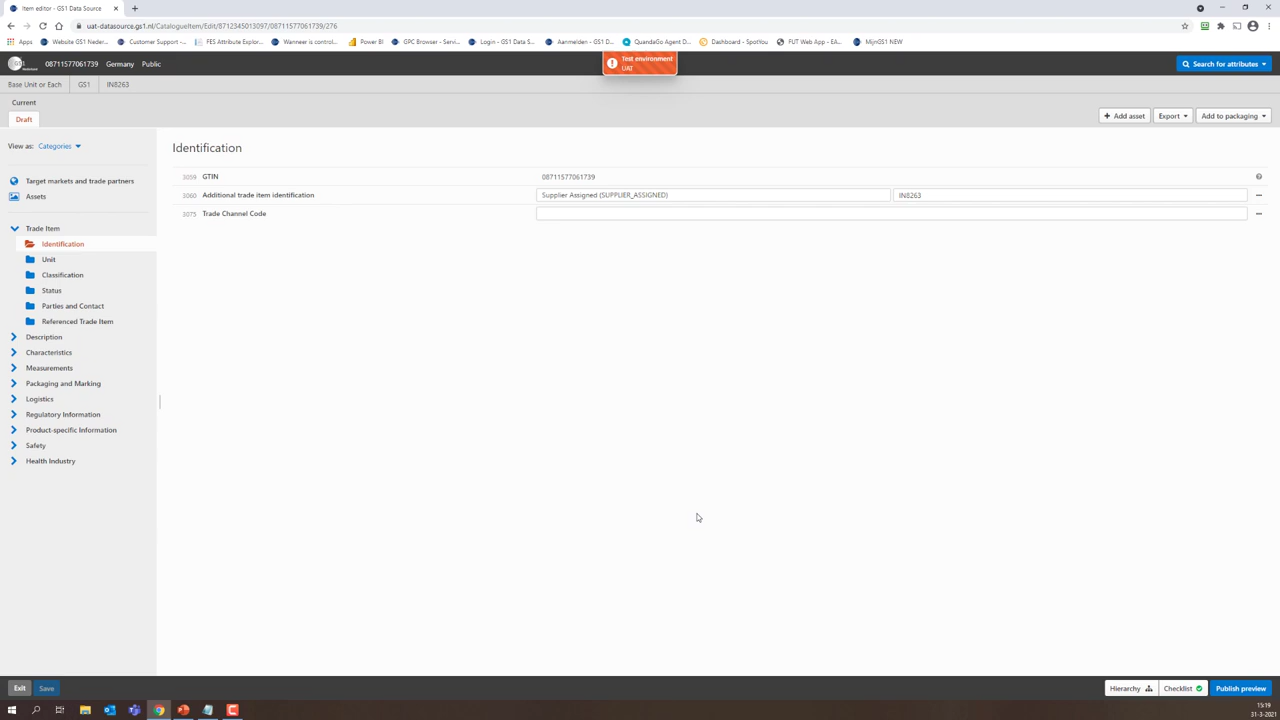 Item editor - GS1 Data Source
uat-datasource.gs1.nl/CatalogueItem/Edit/8712345013097/08711577061739/276
Apps
Website GS1 Neder...
Customer Support -...
FES Attribute Explor...
Wanneer is control...
Power BI
GPC Browser - Servi...
Login - GS1 Data S...
Aanmelden - GS1 D...
QuandaGo Agent D...
Dashboard - SpotYou
FUT Web App - EA...
MijnGS1 NEW
GS1 08711577061739 Germany Public
Test environment
UAT
Search for attributes
Base Unit or Each GS1 IN8263
Current
Draft
+ Add asset Export Add to packaging
View as: Categories
Identification
3059 GTIN 08711577061739
Target markets and trade partners
Assets
3060 Additional trade item identification Supplier Assigned (SUPPLIER_ASSIGNED) IN8263
3075 Trade Channel Code
Trade Item
Identification
Unit
Classification
Status
Parties and Contact
Referenced Trade Item
Description
Characteristics
Measurements
Packaging and Marking
Logistics
Regulatory Information
Product-specific Information
Safety
Health Industry
Exit Save Hierarchy Checklist Publish preview
15:19
31-3-2021